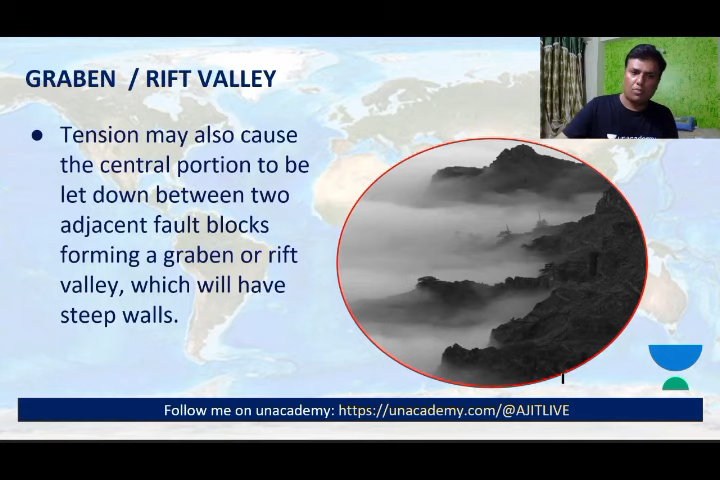 GRABEN / RIFT VALLEY
● Tension may also cause
the central portion to be
let down between two
adjacent fault blocks
forming a graben or rift
valley, which will have
steep walls.
unacademy
Follow me on unacademy: https://unacademy.com/@AJITLIVE